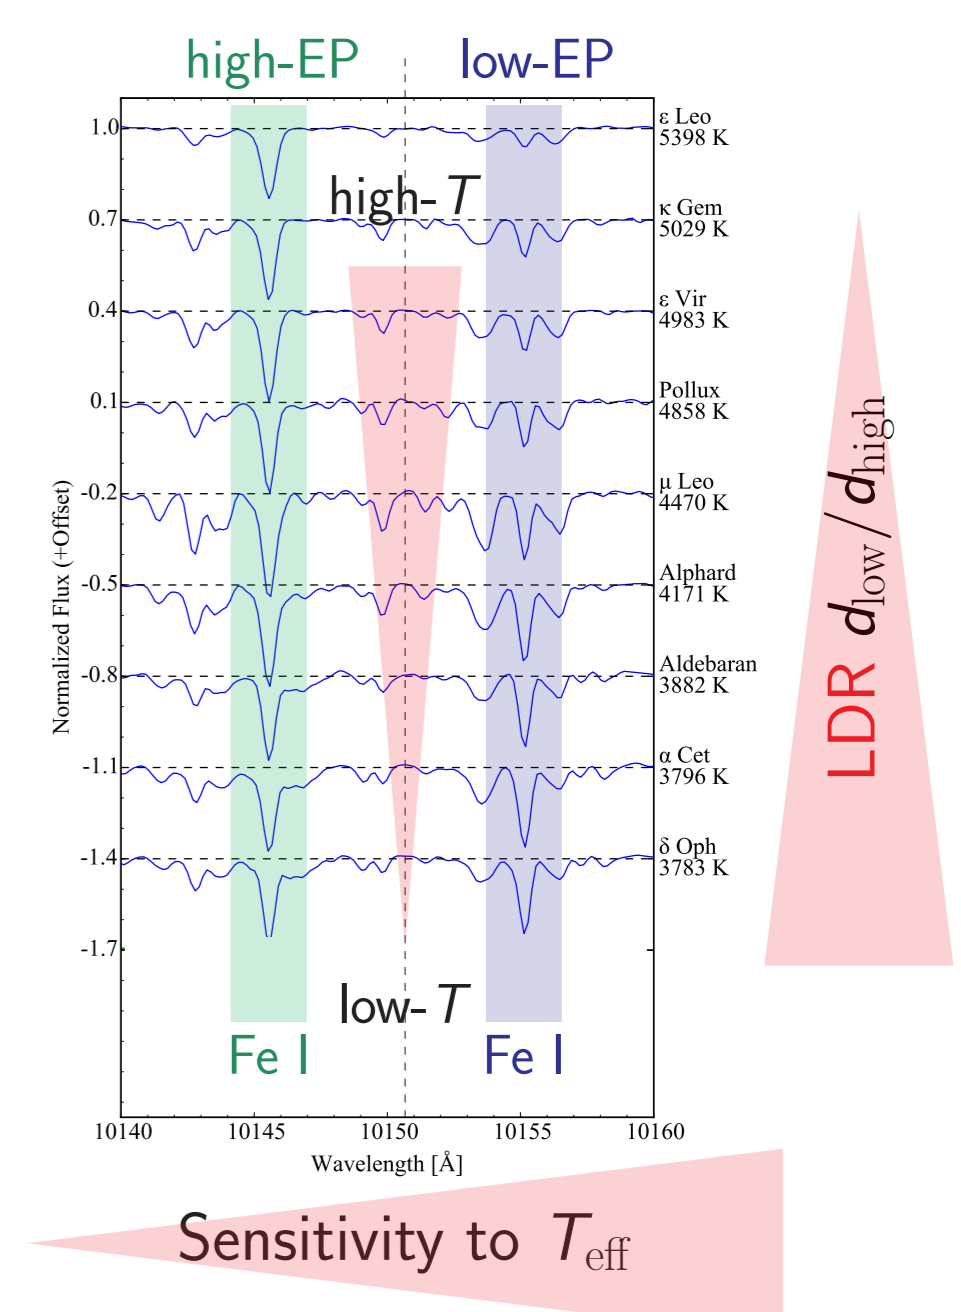 high-EP
low-EP
1.0
ε Leo
5398 K
high-T
0.7
κ Gem
5029 K
0.4
ε Vir
4983 K
0.1
Pollux
4858 K
-0.2
μ Leo
4470 K
-0.5
Alphard
4171 K
-0.8
Aldebaran
3882 K
-1.1
α Cet
3796 K
-1.4
δ Oph
3783 K
-1.7
Normalized Flux (+Offset)
LDR dlow/dhigh
low-T
Fe I
Fe I
10140
10145
10150
10155
10160
Wavelength [Å]
Sensitivity to Teff